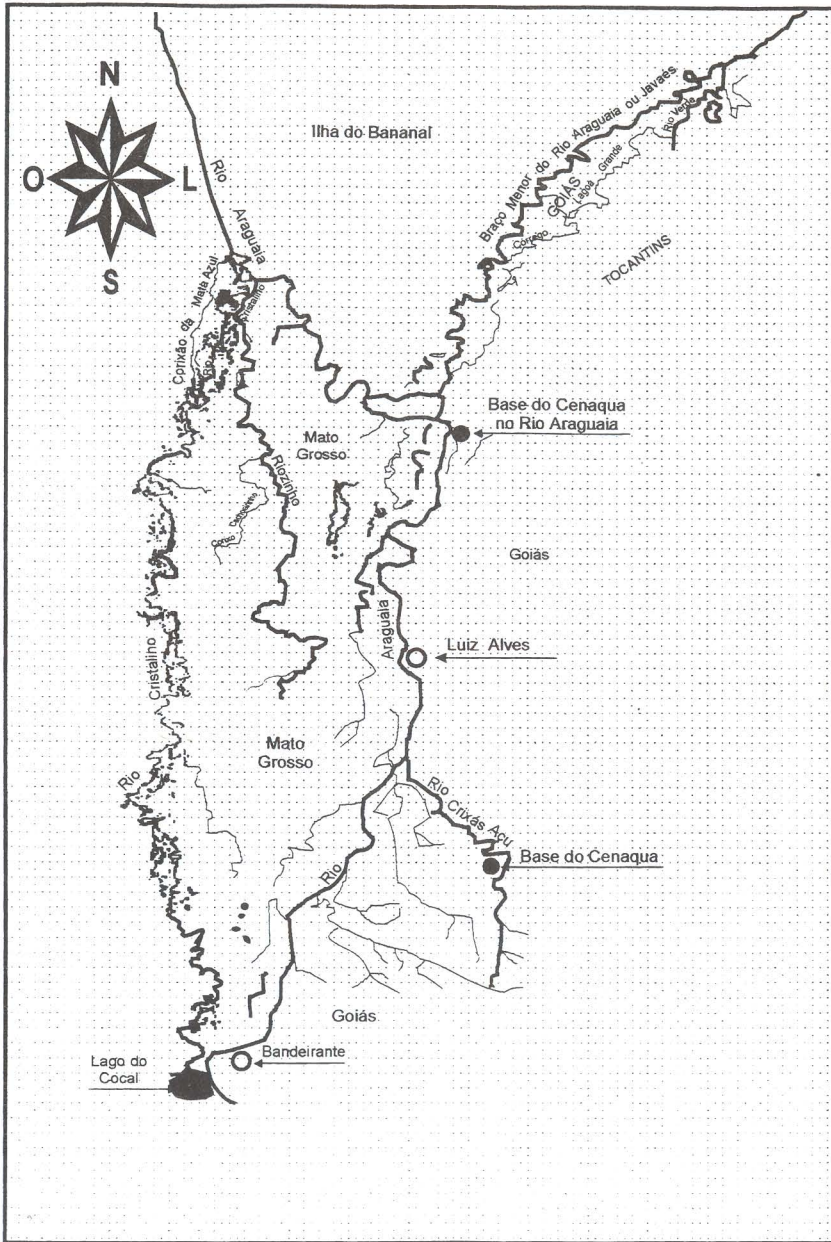 N
O
L
S
Ilha do Bananal
Rio
Araguaia
Braço Menor do Rio Araguaia ou Javaés
Rio Verde
GOIÁS
Lagoa Grande
Córrego
TOCANTINS
Corixão da Mata Azul
Rio
Cristalino
Base do Cenaqua
no Rio Araguaia
Mato
Grosso
Riozinho
Goiás
Araguaia
Luiz Alves
Cristalino
Mato
Grosso
Rio
Rio Crixás Açu
Base do Cenaqua
Rio
Goiás
Bandeirante
Lago do
Cocal